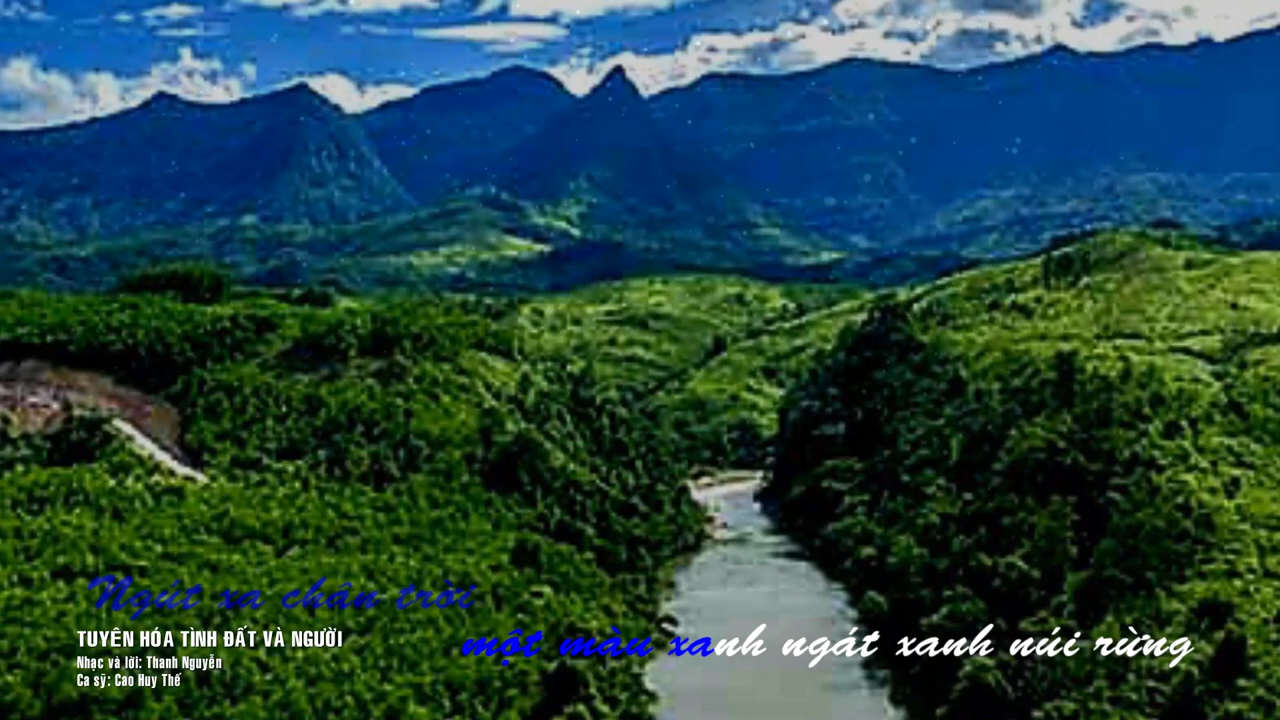 Ngút xa chân trời
TUYÊN HÓA TÌNH ĐẤT VÀ NGƯỜI
một màu xanh ngát xanh núi rừng
Nhạc và lời: Thanh Nguyễn
Ca sỹ: Cao Huy Thế